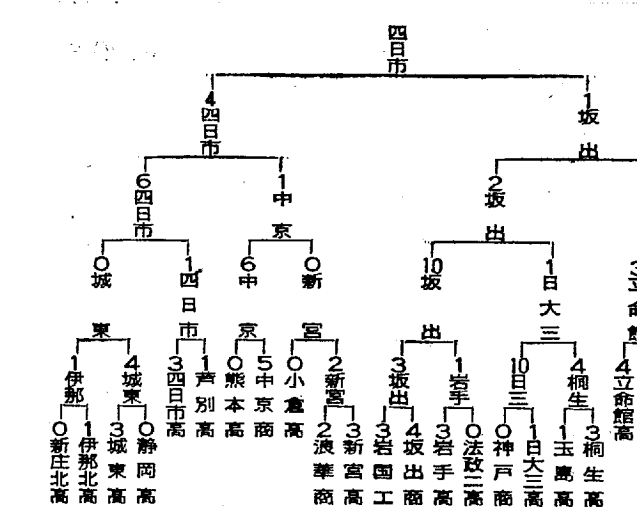 四日市
4 1
四日市 坂出
6 1 2
四日市 中京 坂出
0 1 6 0 10 1 3
城東 四日市 中京 新宮 坂出 日大三 立命館
1 4 3 1 0 5 0 2 3 1 10 4 4
伊那 城東 四日市高 芦別高 熊本高 中京商 小倉高 新宮 坂出 岩手 日三 桐生 立命館高
0 1 3 0 2 3 3 4 3 0 0 1 1 3
新庄北高 伊那北高 城東高 静岡高 浪華商 新宮高 岩国工 坂出商 岩手高 法政二高 神戸商 日大三高 玉島高 桐生高